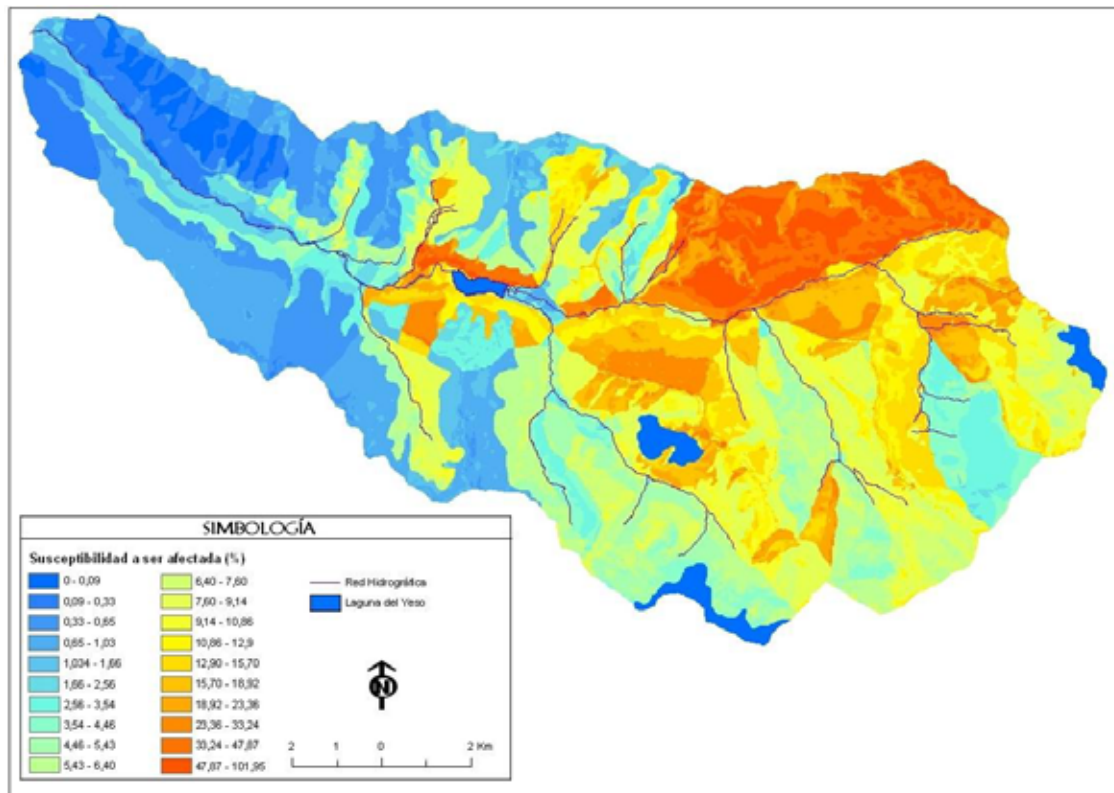 SIMBOLOGÍA
Susceptibilidad a ser afectada (%)
0 - 0,09
0,09 - 0,33
0,33 - 0,65
0,65 - 1,03
1,034 - 1,66
1,66 - 2,56
2,56 - 3,54
3,54 - 4,46
4,46 - 5,43
5,43 - 6,40
6,40 - 7,60
7,60 - 9,14
9,14 - 10,86
10,86 - 12,9
12,90 - 15,70
15,70 - 18,92
18,92 - 23,36
23,36 - 33,24
33,24 - 47,87
47,87 - 101,95
Red Hidrográfica
Laguna del Yeso
N
2 1 0 2 Km